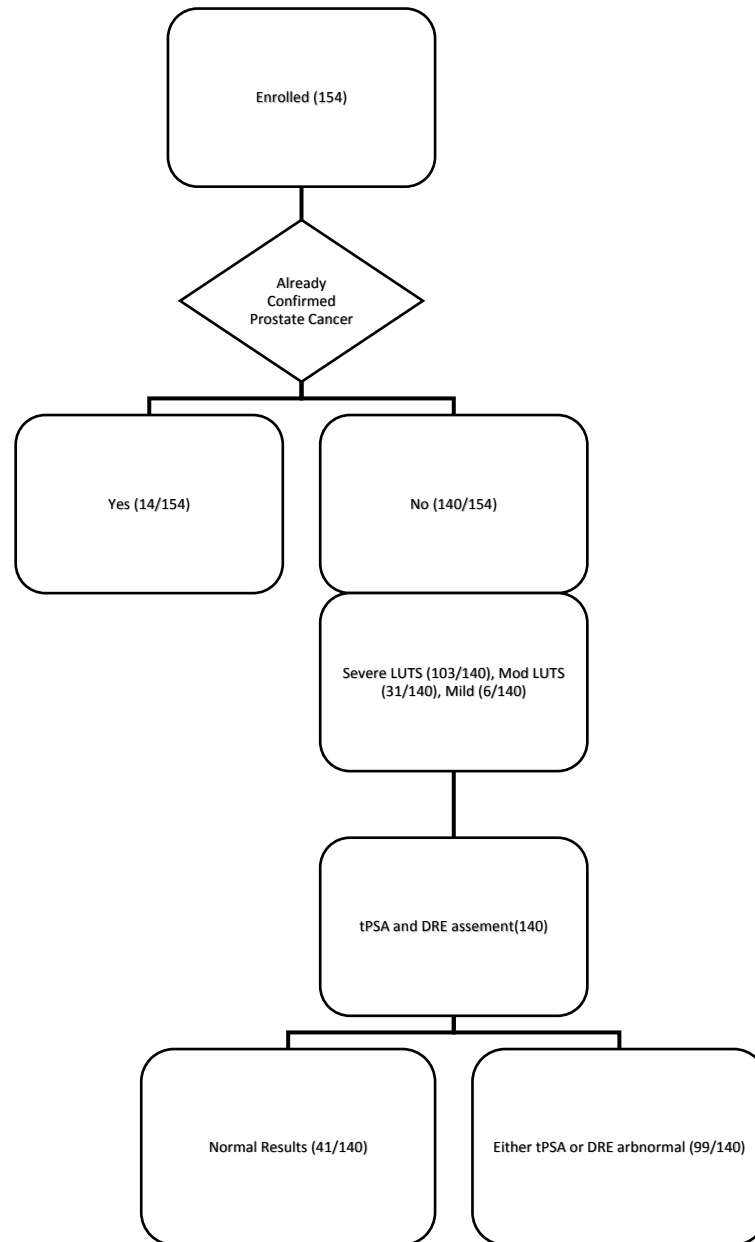 Enrolled (154)
Already
Confirmed
Prostate Cancer
Yes (14/154)
No (140/154)
Severe LUTS (103/140), Mod LUTS
(31/140), Mild (6/140)
tPSA and DRE assement(140)
Normal Results (41/140)
Either tPSA or DRE arbnormal (99/140)